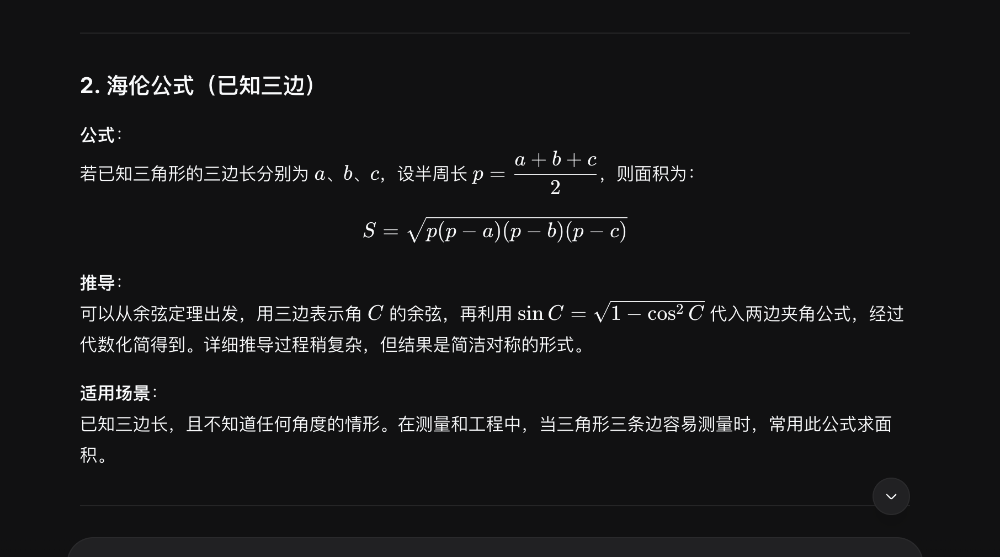 2. 海伦公式（已知三边）
公式：
若已知三角形的三边长分别为 a、b、c，设半周长 p = \frac{a+b+c}{2}，则面积为：
S = \sqrt{p(p-a)(p-b)(p-c)}
推导：
可以从余弦定理出发，用三边表示角 C 的余弦，再利用 \sin C = \sqrt{1-\cos^2 C} 代入两边夹角公式，经过
代数化简得到。详细推导过程稍复杂，但结果是简洁对称的形式。
适用场景：
已知三边长，且不知道任何角度的情形。在测量和工程中，当三角形三条边容易测量时，常用此公式求面
积。